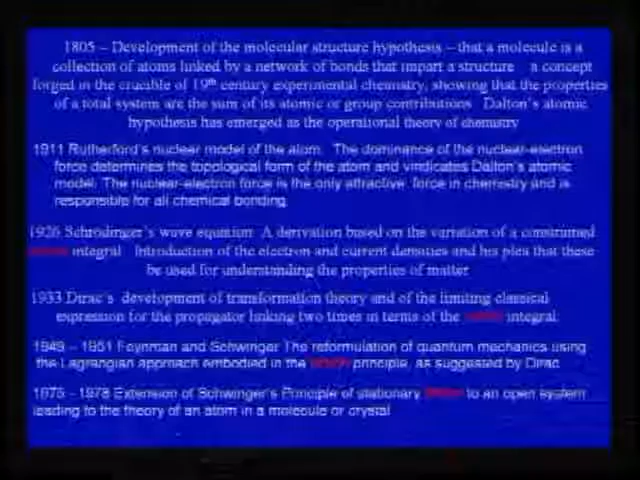 1805 – Development of the molecular structure hypothesis – that a molecule is a
collection of atoms linked by a network of bonds that impart a structure a concept
forged in the crucible of 19th century experimental chemistry, showing that the properties
of a total system are the sum of its atomic or group contributions Dalton's atomic
hypothesis has emerged as the operational theory of chemistry
1911 Rutherford's nuclear model of the atom. The dominance of the nuclear-electron
force determines the topological form of the atom and vindicates Dalton's atomic
model. The nuclear-electron force is the only attractive force in chemistry and is
responsible for all chemical bonding
1926 Schrodinger's wave equation A derivation based on the variation of a constrained
integral Introduction of the electron and current densities and his plea that these
be used for understanding the properties of matter
1933 Dirac's development of transformation theory and of the limiting classical
expression for the propagator linking two times in terms of the action integral
1949 – 1951 Feynman and Schwinger The reformulation of quantum mechanics using
the Lagrangian approach embodied in the action principle, as suggested by Dirac
1975 - 1978 Extension of Schwinger's Principle of stationary action to an open system
leading to the theory of an atom in a molecule or crystal